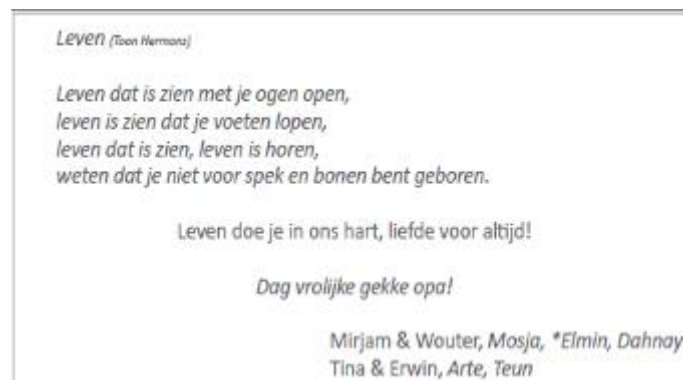 Leven (Toon Hermans)
Leven dat is zien met je ogen open,
leven is zien dat je voeten lopen,
leven dat is zien, leven is horen,
weten dat je niet voor spek en bonen bent geboren.
Leven doe je in ons hart, liefde voor altijd!
Dag vrolijke gekke opa!
Mirjam & Wouter, Mosja, *Elmin, Dahnay
Tina & Erwin, Arte, Teun